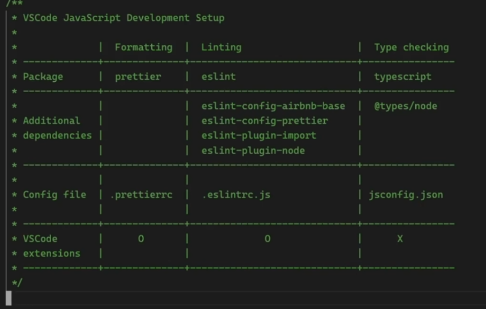 /**
 * VSCode JavaScript Development Setup
 *
 *             |  Formatting  |  Linting                  |  Type checking
 * ------------+--------------+---------------------------+---------------
 * Package     |  prettier    |  eslint                   |  typescript
 * ------------+--------------+---------------------------+---------------
 *             |              |  eslint-config-airbnb-base  |  @types/node
 * Additional  |              |  eslint-config-prettier   |
 * dependencies |              |  eslint-plugin-import     |
 *             |              |  eslint-plugin-node       |
 * ------------+--------------+---------------------------+---------------
 *             |              |                           |
 * Config file | .prettierrc  |  .eslintrc.js             | jsconfig.json
 *             |              |                           |
 * ------------+--------------+---------------------------+---------------
 * VSCode      |      O       |            O              |      X
 * extensions  |              |                           |
 * ------------+--------------+---------------------------+---------------
 */